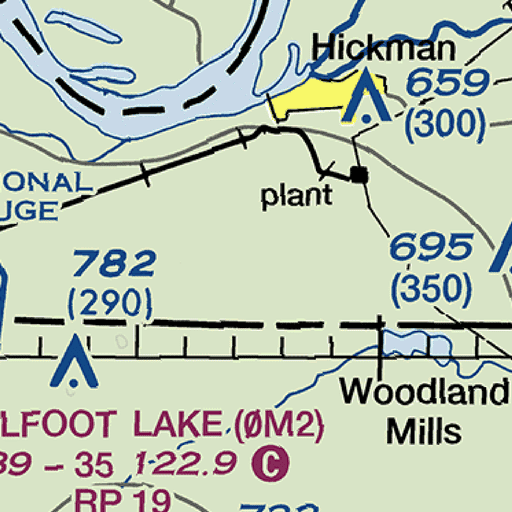 Hickman
659
(300)
ONAL
UGE
plant
695
(350)
782
(290)
Woodland
Mills
LFOOT LAKE (ØM2)
39 - 35 122.9 C
RP 19